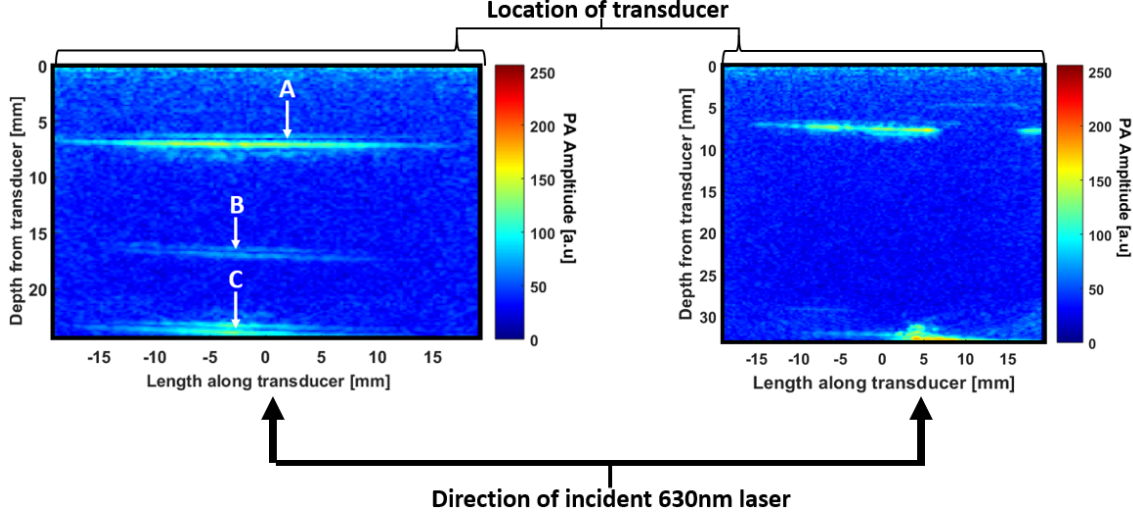 Location of transducer
0
5
10
15
20
Depth from transducer [mm]
A
B
C
-15 -10 -5 0 5 10 15
Length along transducer [mm]
250
200
150
100
50
0
PA Ampltiude [a.u]
0
5
10
15
20
25
30
Depth from transducer [mm]
-15 -10 -5 0 5 10 15
Length along transducer [mm]
250
200
150
100
50
0
PA Ampltiude [a.u]
Direction of incident 630nm laser